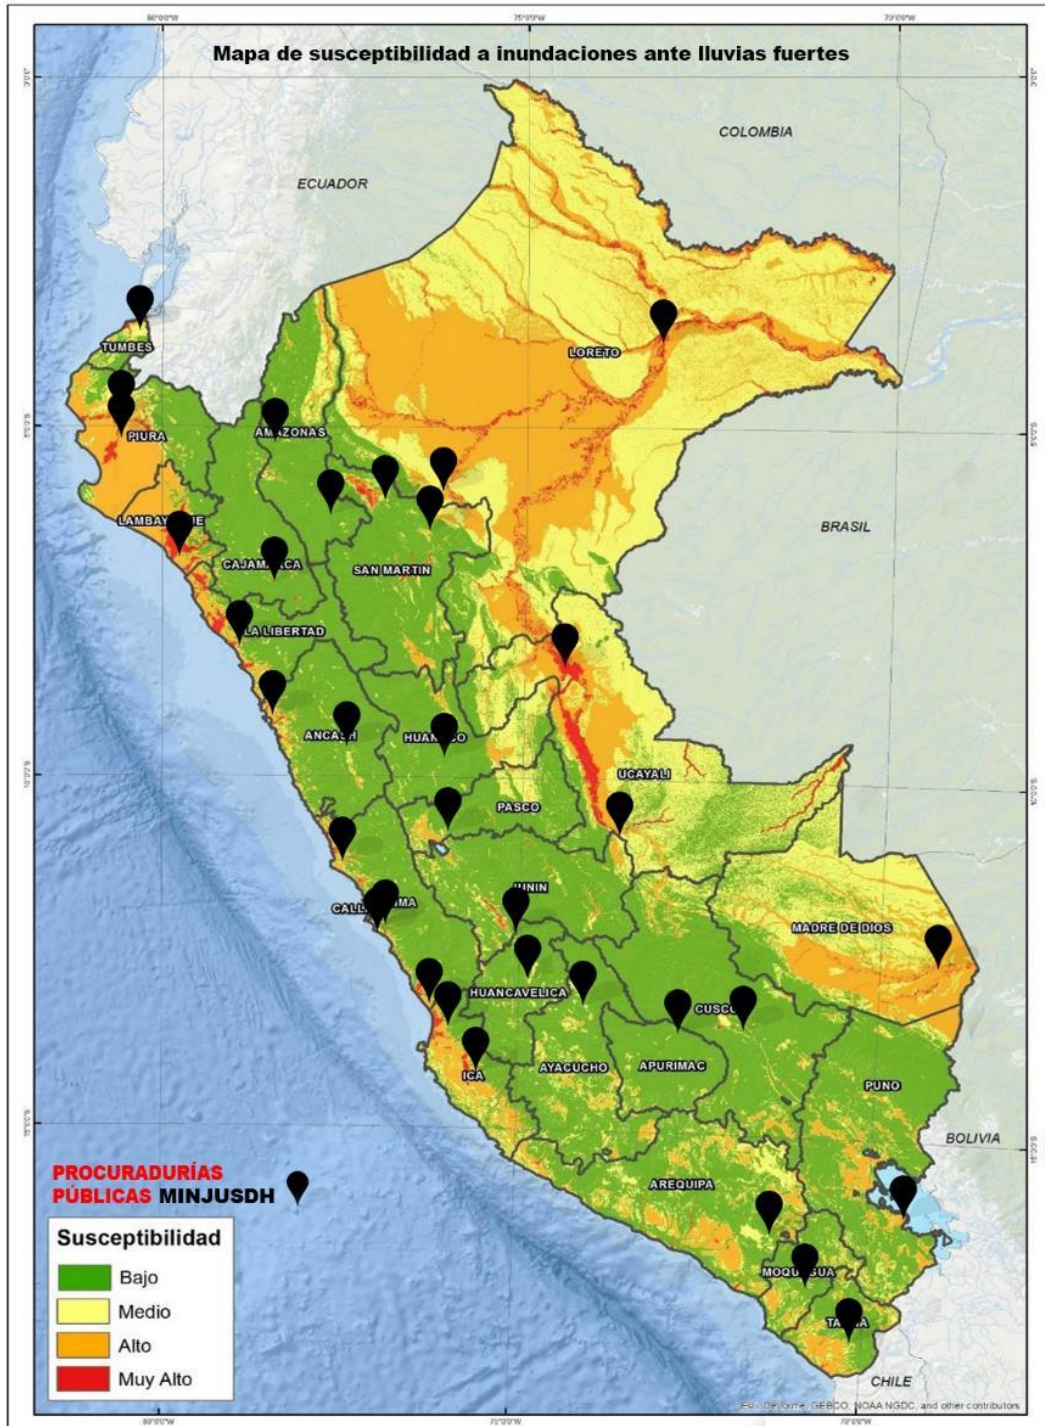 Mapa de susceptibilidad a inundaciones ante lluvias fuertes
COLOMBIA
ECUADOR
TUMBES
LORETO
PIURA
AMAZONAS
LAMBAYEQUE
BRASIL
CAJAMARCA
SAN MARTIN
LA LIBERTAD
ANCASH
HUANUCO
UCAYALI
PASCO
JUNIN
MADRE DE DIOS
HUANCAVELICA
CUSCO
ICA
AYACUCHO
APURIMAC
PUNO
BOLIVIA
AREQUIPA
PROCURADURÍAS
PÚBLICAS MINJUSDH
MOQUEGUA
TACNA
Susceptibilidad
Bajo
Medio
Alto
Muy Alto
CHILE
Esri, DeLorme, GEBCO, NOAA NGDC, and other contributors